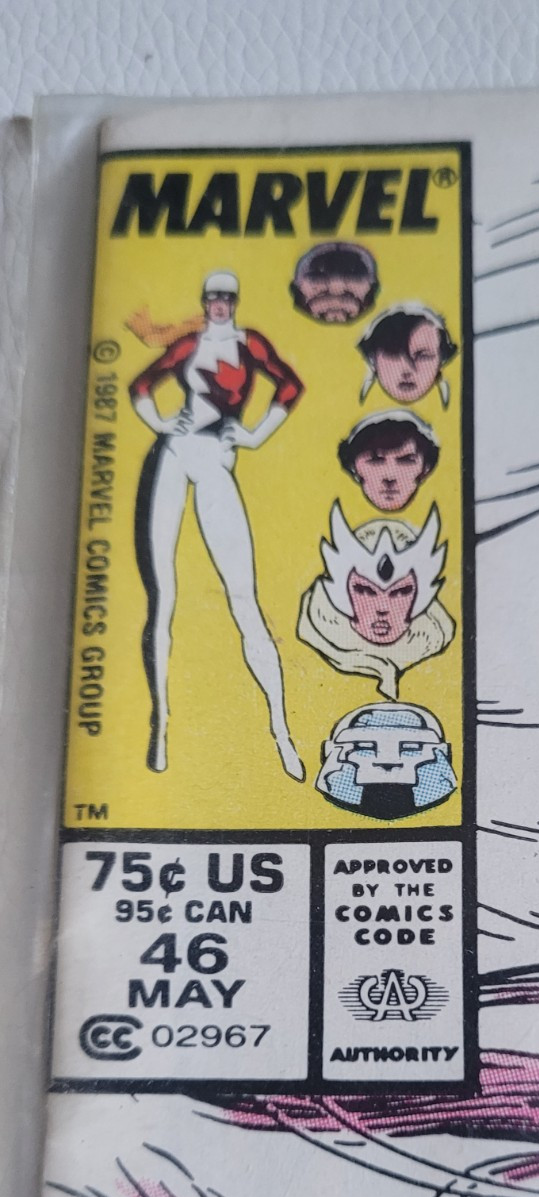 MARVEL®
© 1987 MARVEL COMICS GROUP
TM
75¢ US
95¢ CAN
46
MAY
CC 02967
APPROVED
BY THE
COMICS
CODE
CA
AUTHORITY